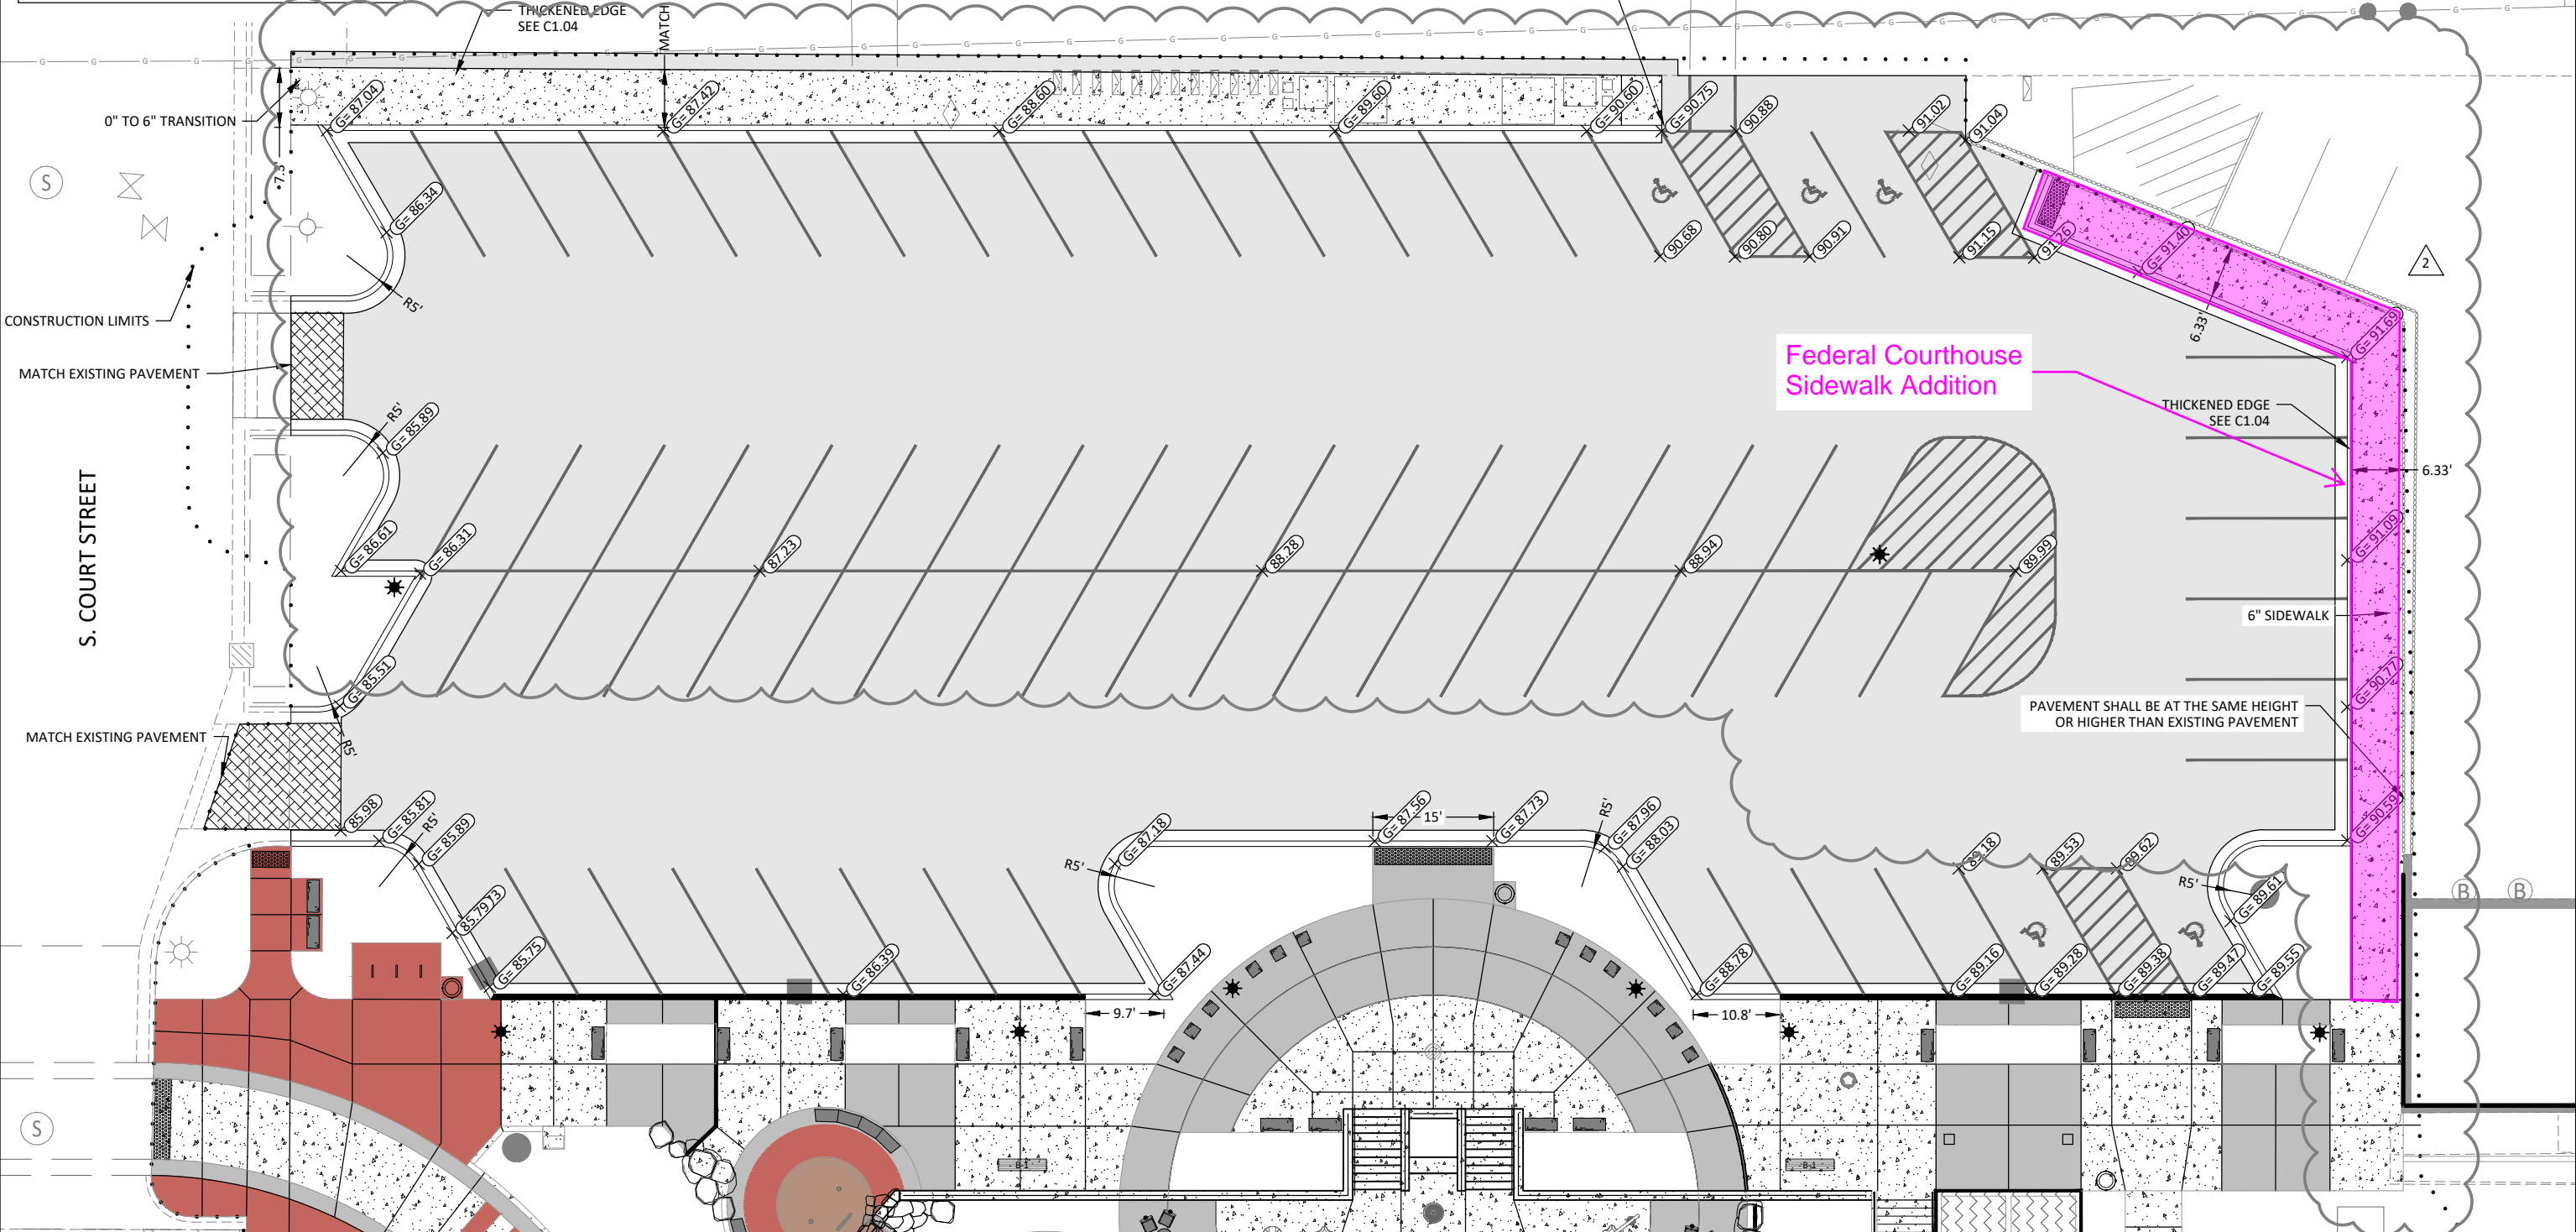 THICKENED EDGE
SEE C1.04
MATCH
G
0" TO 6" TRANSITION
7.3'
G= 87.04
G= 87.42
G= 88.60
G= 89.60
G= 90.60
G= 90.75
90.88
91.02
91.04
S
G= 86.34
90.68
90.80
90.91
91.15
91.26
G= 91.40
2
R5'
CONSTRUCTION LIMITS
6.33'
G= 91.69
Federal Courthouse
Sidewalk Addition
MATCH EXISTING PAVEMENT
R5'
G= 85.89
THICKENED EDGE
SEE C1.04
6.33'
S. COURT STREET
G= 86.61
G= 86.31
87.23
88.28
88.94
89.99
G= 91.09
6" SIDEWALK
G= 85.51
G= 90.77
PAVEMENT SHALL BE AT THE SAME HEIGHT
OR HIGHER THAN EXISTING PAVEMENT
MATCH EXISTING PAVEMENT
R5'
85.98
G= 85.81
R5'
G= 85.89
G= 87.18
R5'
G= 87.56
15'
G= 87.73
R5'
G= 87.96
G= 88.03
89.18
89.53
89.62
G= 90.59
R5'
G= 89.61
B
B
85.79
G= 85.75
G= 86.39
G= 87.44
G= 88.78
G= 89.16
G= 89.28
G= 89.38
G= 89.47
G= 89.55
9.7'
10.8'
S
B-1
B-1